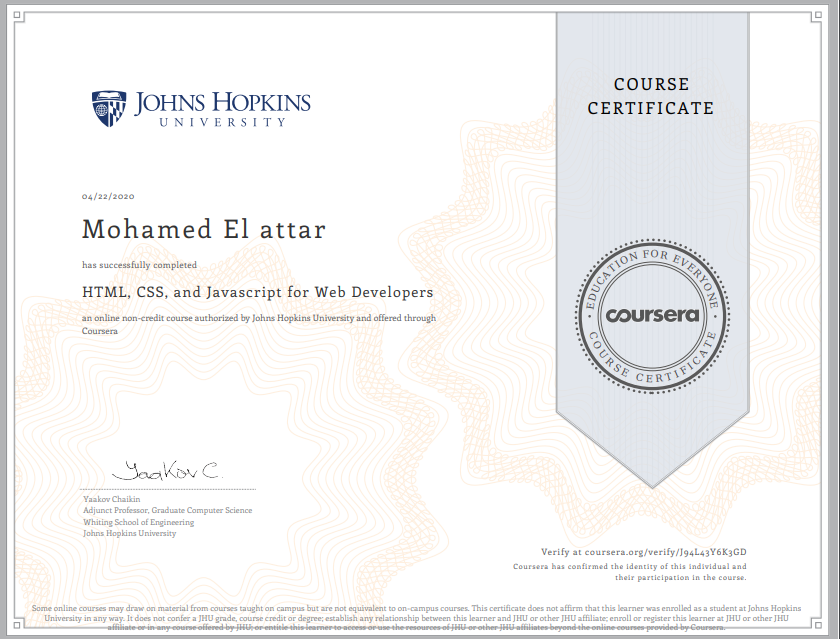 JOHNS HOPKINS
UNIVERSITY
COURSE
CERTIFICATE
04/22/2020
Mohamed El attar
has successfully completed
HTML, CSS, and Javascript for Web Developers
an online non-credit course authorized by Johns Hopkins University and offered through
Coursera
EDUCATION FOR EVERYONE
coursera
COURSE CERTIFICATE
Yaakov C.
Yaakov Chaikin
Adjunct Professor, Graduate Computer Science
Whiting School of Engineering
Johns Hopkins University
Verify at coursera.org/verify/J94L43Y6K3GD
Coursera has confirmed the identity of this individual and
their participation in the course.
Some online courses may draw on material from courses taught on campus but are not equivalent to on-campus courses. This certificate does not affirm that this learner was enrolled as a student at Johns Hopkins
University in any way. It does not confer a JHU grade, course credit or degree; establish any relationship between this learner and JHU or other JHU affiliate; enroll or register this learner at JHU or other JHU
affiliate or in any course offered by JHU; or entitle this learner to access or use the resources of JHU or other JHU affiliates beyond the online courses provided by Coursera.